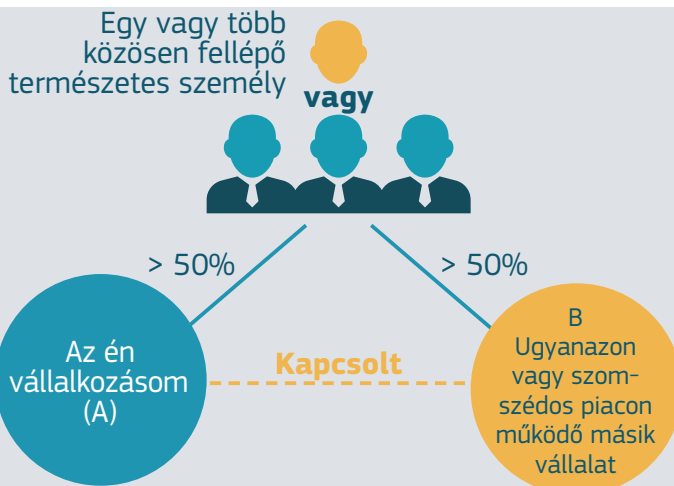 Egy vagy több
közösen fellépő
természetes személy
vagy
> 50%
> 50%
Az én
vállalkozásom
(A)
Kapcsolt
B
Ugyanazon
vagy szom-
szédos piacon
működő másik
vállalat